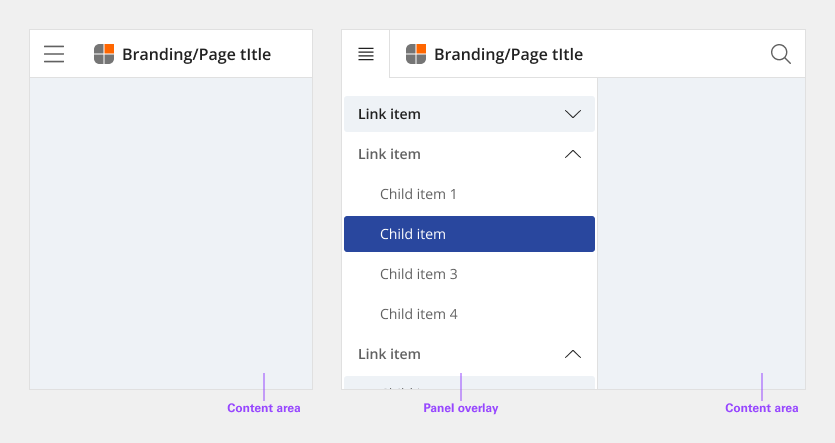 Branding/Page tItle
Branding/Page tItle
Link item
Link item
Child item 1
Child item
Child item 3
Child item 4
Link item
Content area
Panel overlay
Content area